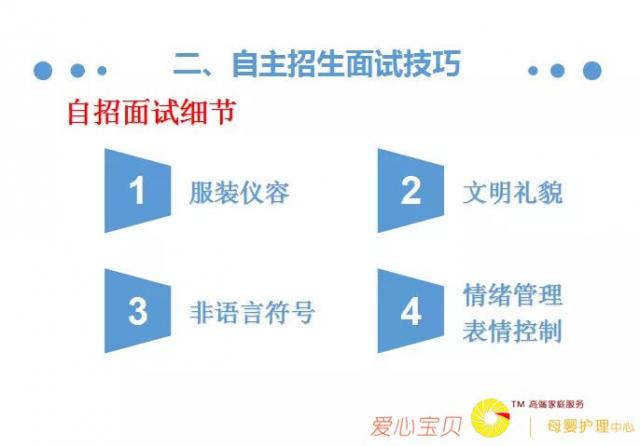 二、自主招生面试技巧
自招面试细节
1 服装仪容
2 文明礼貌
3 非语言符号
4 情绪管理
表情控制
TM 高端家庭服务
爱心宝贝 | 母婴护理中心